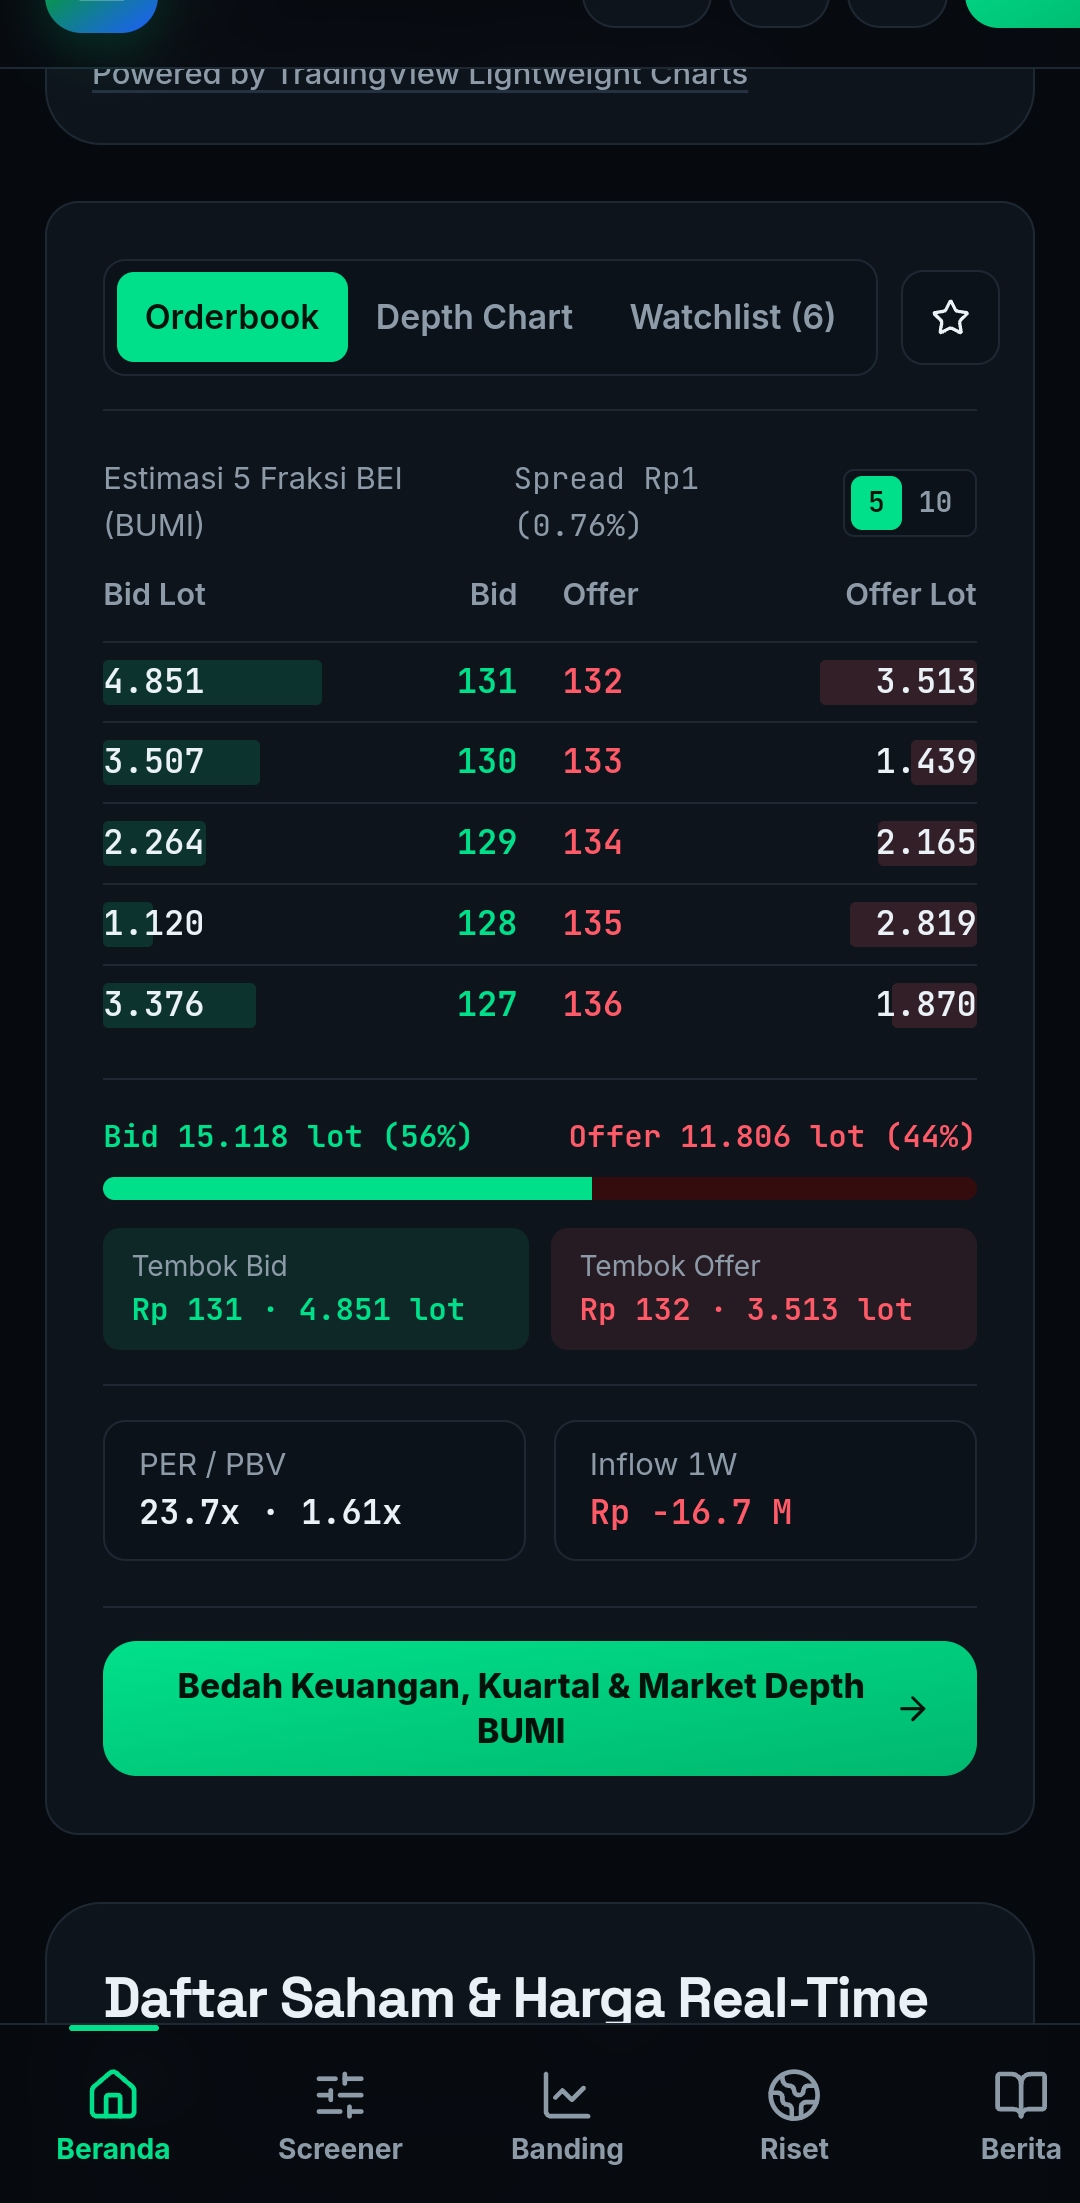 Powered by TradingView Lightweight Charts
Orderbook Depth Chart Watchlist (6)
Estimasi 5 Fraksi BEI (BUMI)
Spread Rp1 (0.76%)
5 10
Bid Lot Bid Offer Offer Lot
4.851 131 132 3.513
3.507 130 133 1.439
2.264 129 134 2.165
1.120 128 135 2.819
3.376 127 136 1.870
Bid 15.118 lot (56%) Offer 11.806 lot (44%)
Tembok Bid
Rp 131 · 4.851 lot
Tembok Offer
Rp 132 · 3.513 lot
PER / PBV
23.7x · 1.61x
Inflow 1W
Rp -16.7 M
Bedah Keuangan, Kuartal & Market Depth
BUMI
Daftar Saham & Harga Real-Time
Beranda Screener Banding Riset Berita